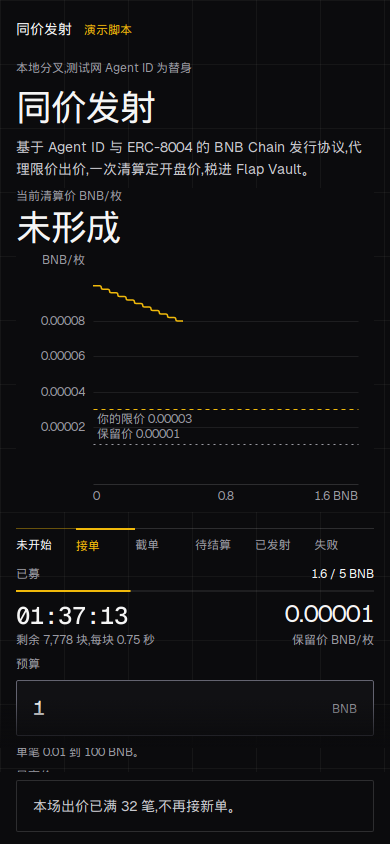 同价发射 演示脚本
本地分叉,测试网 Agent ID 为替身
同价发射
基于 Agent ID 与 ERC-8004 的 BNB Chain 发行协议,代
理限价出价,一次清算定开盘价,税进 Flap Vault。
当前清算价 BNB/枚
未形成
BNB/枚
0.00008
0.00006
0.00004
你的限价 0.00003
0.00002
保留价 0.00001
0 0.8 1.6 BNB
未开始 接单 截单 待结算 已发射 失败
已募 1.6 / 5 BNB
01:37:13 0.00001
剩余 7,778 块,每块 0.75 秒 保留价 BNB/枚
预算
1 BNB
单笔 0.01 到 100 BNB。
本场出价已满 32 笔,不再接新单。